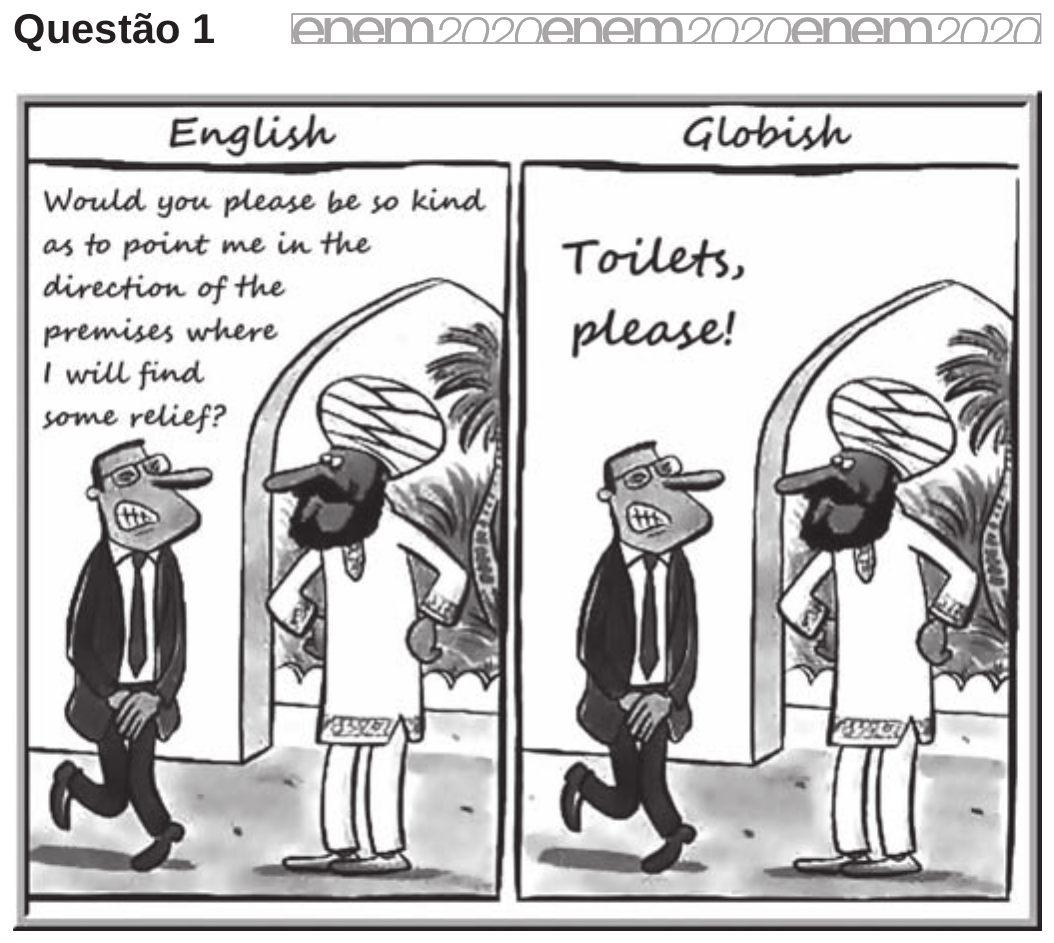 Questão 1
enem2020enem2020enem2020
English
Would you please be so kind
as to point me in the
direction of the
premises where
I will find
some relief?
Globish
Toilets,
please!